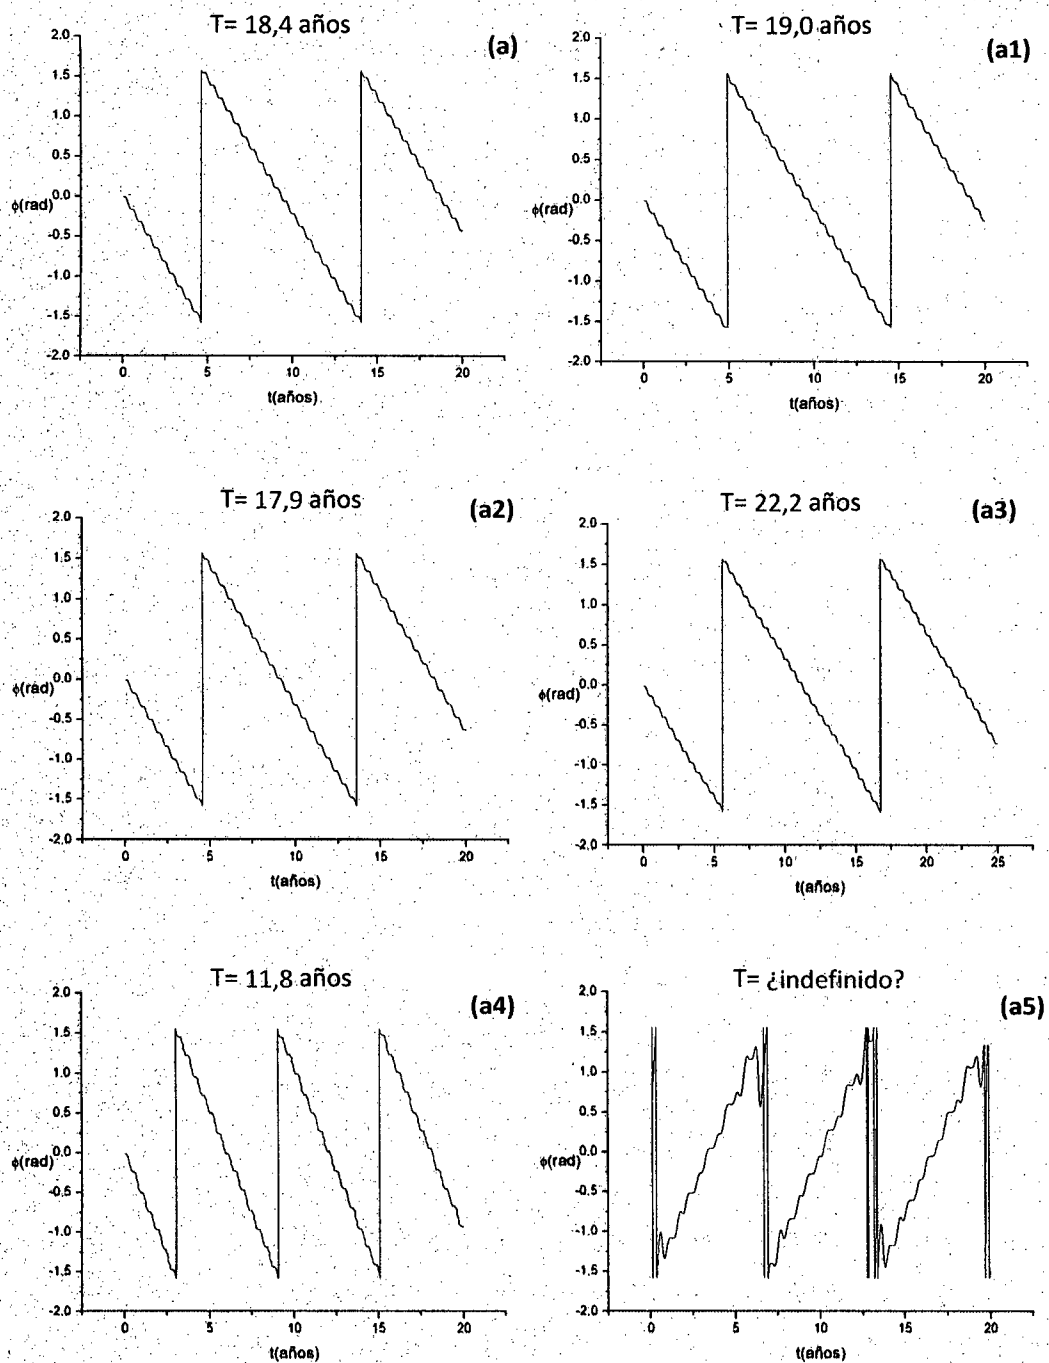 T= 18,4 años
(a)
2.0
1.5
1.0
0.5
0.0
ϕ(rad)
-0.5
-1.0
-1.5
-2.0
0 5 10 15 20
t(años)
T= 19,0 años
(a1)
2.0
1.5
1.0
0.5
0.0
ϕ(rad)
-0.5
-1.0
-1.5
-2.0
0 5 10 15 20
t(años)
T= 17,9 años
(a2)
2.0
1.5
1.0
0.5
0.0
ϕ(rad)
-0.5
-1.0
-1.5
-2.0
0 5 10 15 20
t(años)
T= 22,2 años
(a3)
2.0
1.5
1.0
0.5
0.0
ϕ(rad)
-0.5
-1.0
-1.5
-2.0
0 5 10 15 20 25
t(años)
T= 11,8 años
(a4)
2.0
1.5
1.0
0.5
0.0
ϕ(rad)
-0.5
-1.0
-1.5
-2.0
0 5 10 15 20
t(años)
T= ¿indefinido?
(a5)
2.0
1.5
1.0
0.5
0.0
ϕ(rad)
-0.5
-1.0
-1.5
-2.0
0 5 10 15 20
t(años)